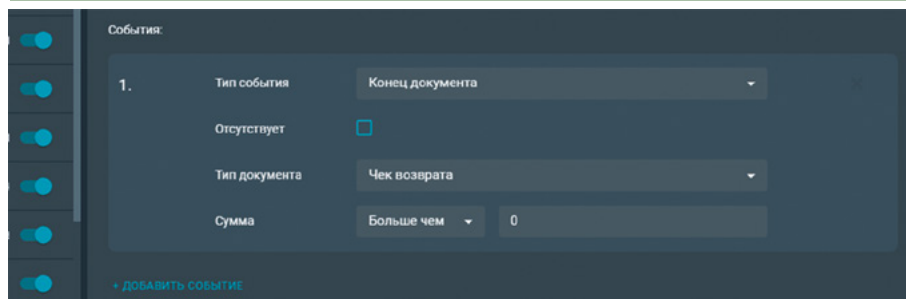 События:
1. Тип события Конец документа
Отсутствует
Тип документа Чек возврата
Сумма Больше чем 0
+ ДОБАВИТЬ СОБЫТИЕ